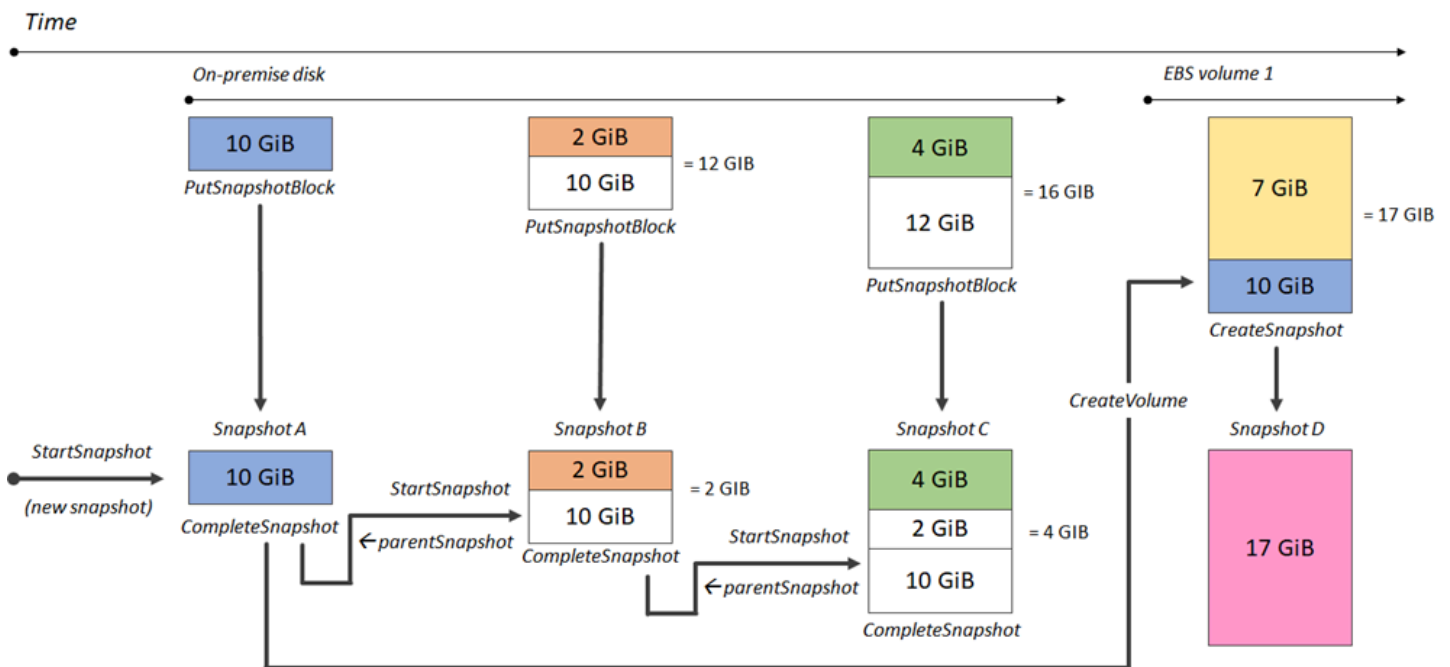 Time
On-premise disk
EBS volume 1
10 GiB
PutSnapshotBlock
2 GiB
10 GiB
= 12 GIB
PutSnapshotBlock
4 GiB
12 GiB
= 16 GIB
PutSnapshotBlock
7 GiB
10 GiB
= 17 GIB
CreateSnapshot
CreateVolume
StartSnapshot
(new snapshot)
Snapshot A
10 GiB
CompleteSnapshot
StartSnapshot
←parentSnapshot
Snapshot B
2 GiB
10 GiB
= 2 GIB
CompleteSnapshot
StartSnapshot
←parentSnapshot
Snapshot C
4 GiB
2 GiB
10 GiB
= 4 GIB
CompleteSnapshot
Snapshot D
17 GiB